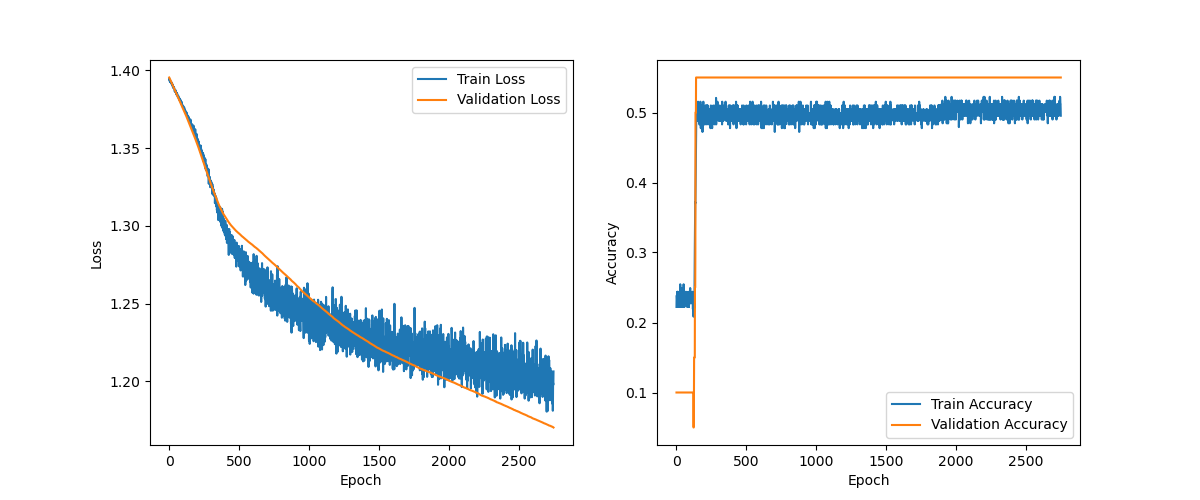 1.40
1.35
1.30
1.25
1.20
Loss
0 500 1000 1500 2000 2500
Epoch
Train Loss
Validation Loss
0.5
0.4
0.3
0.2
0.1
Accuracy
0 500 1000 1500 2000 2500
Epoch
Train Accuracy
Validation Accuracy